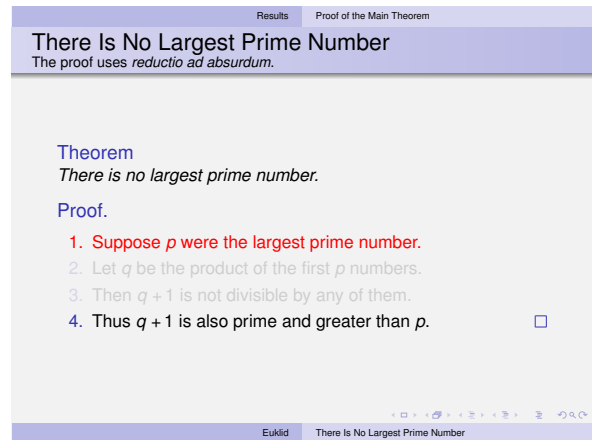 Results Proof of the Main Theorem
There Is No Largest Prime Number
The proof uses reductio ad absurdum.
Theorem
There is no largest prime number.
Proof.
1. Suppose p were the largest prime number.
2. Let q be the product of the first p numbers.
3. Then q + 1 is not divisible by any of them.
4. Thus q + 1 is also prime and greater than p. □
Euklid There Is No Largest Prime Number